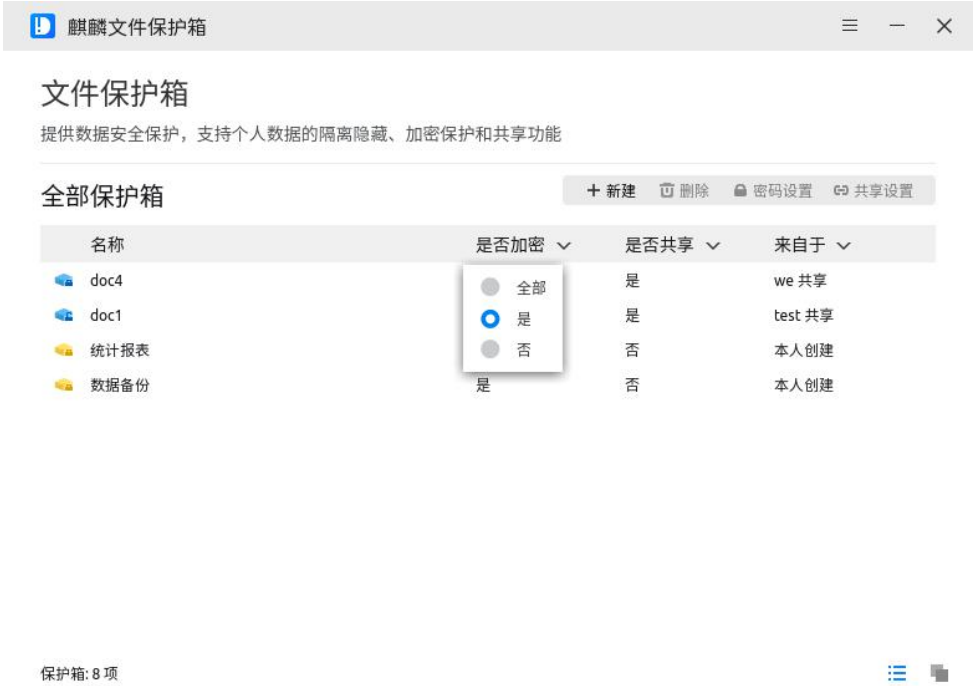 麒麟文件保护箱
文件保护箱
提供数据安全保护，支持个人数据的隔离隐藏、加密保护和共享功能
全部保护箱 新建 删除 密码设置 共享设置
名称 是否加密 是否共享 来自于
doc4 全部 是 we 共享
doc1 是 是 test 共享
统计报表 否 否 本人创建
数据备份 是 否 本人创建
保护箱: 8 项